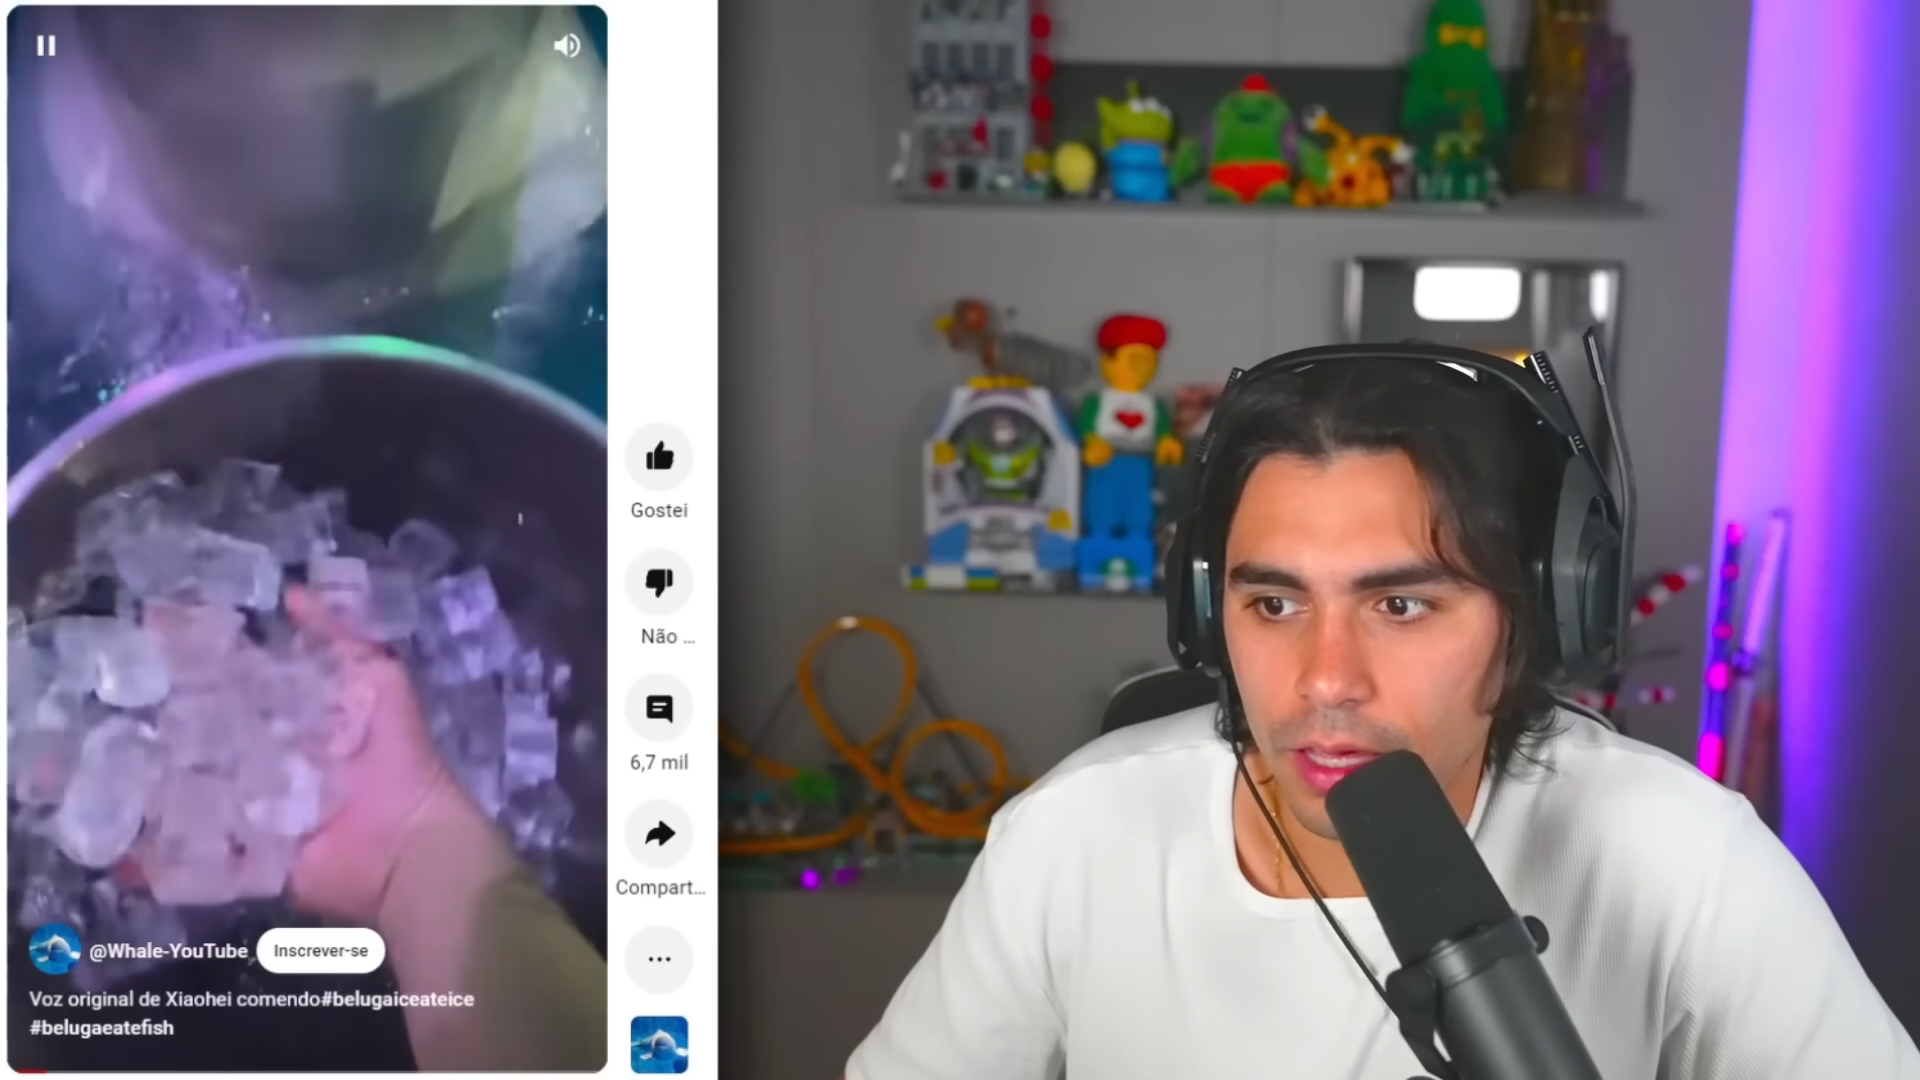 Gostei
Não ...
6,7 mil
Compart...
@Whale-YouTube Inscrever-se
Voz original de Xiaohei comendo#belugaiceateice
#belugaeatefish